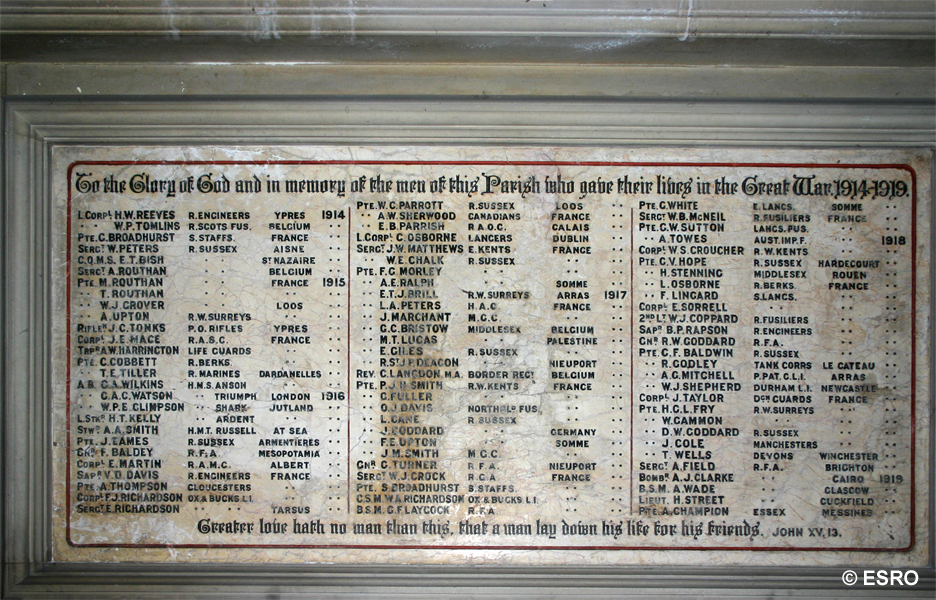 To the Glory of God and in memory of the men of this Parish who gave their lives in the Great War, 1914-1919.
L.CORPL H.W.REEVES R.ENGINEERS YPRES 1914
" W.P.TOMLINS R.SCOTS FUS. BELGIUM " "
PTE.G.BROADHURST S.STAFFS. FRANCE " "
SERGT W.PETERS R.SUSSEX AISNE " "
C.Q.M.S. E.T.BISH " " ST NAZAIRE " "
SERGT A.ROUTHAN " " BELGIUM " "
PTE.M.ROUTHAN " " FRANCE 1915
" T.ROUTHAN " " " " " "
" W.J.GROVER " " LOOS " "
" A.UPTON R.W.SURREYS " " " "
RIFLEN J.C.TONKS P.O.RIFLES YPRES " "
CORPL J.E.MACE R.A.S.C. FRANCE " "
TRPR A.W.HARRINGTON LIFE GUARDS " " " "
PTE.C.COBBETT R.BERKS. " " " "
" T.E.TILLER R.MARINES DARDANELLES " "
A.B. C.A.WILKINS H.M.S.ANSON " " " "
" G.A.C.WATSON " TRIUMPH LONDON 1916
" W.P.E.CLIMPSON " SHARK JUTLAND " "
L.STKR H.T.KELLY " ARDENT " " " "
STWD A.A.SMITH H.M.T.RUSSELL AT SEA " "
PTE. J.EAMES R.SUSSEX ARMENTIERES " "
GNR F.BALDEY R.F.A MESOPOTAMIA " "
CORPL E.MARTIN R.A.M.C. ALBERT " "
SAPR V.D.DAVIS R.ENGINEERS FRANCE " "
PTE.A.THOMPSON GLOUCESTERS " " " "
CORPL F.J.RICHARDSON OX & BUCKS L.I. " " " "
SERGT E.RICHARDSON " " TARSUS " "
PTE.W.C.PARROTT R.SUSSEX LOOS " "
" A.W.SHERWOOD CANADIANS FRANCE " "
" E.B.PARRISH R.A.O.C. CALAIS " "
L.CORPL C.OSBORNE LANCERS DUBLIN " "
SERGT J.W.MATTHEWS E.KENTS FRANCE " "
" W.E.CHALK R.SUSSEX " " " "
PTE. F.G.MORLEY " " " " " "
" A.E.RALPH " " SOMME " "
" E.T.J.BRILL R.W.SURREYS ARRAS 1917
" L.A.PETERS H.A.C. FRANCE " "
" J.MARCHANT M.G.C. " " " "
" G.C.BRISTOW MIDDLESEX BELGIUM " "
" M.T.LUCAS " " PALESTINE " "
" E.GILES R.SUSSEX " " " "
" R.ST J.P.DEACON " " NIEUPORT " "
REV. C.LANGDON, M.A. BORDER REGT BELGIUM " "
PTE. P.J.H.SMITH R.W.KENTS FRANCE " "
" C.FULLER " " " " " "
" O.J.DAVIS NORTHBLD FUS. " " " "
" L.CANE R.SUSSEX " " " "
" J.GODDARD " " GERMANY " "
" F.E.UPTON " " SOMME " "
" J.M.SMITH M.G.C. " " " "
GNR C.TURNER R.F.A. NIEUPORT " "
SERGT W.J.CROCK R.G.A FRANCE " "
PTE. S.BROADHURST S.STAFFS. " " " "
C.S.M.W.A RICHARDSON OX & BUCKS L.I. " " " "
B.S.M. G.F.LAYCOCK R.F.A " " " "
PTE.G.WHITE E.LANCS. SOMME " "
SERGT W.B.McNEIL R.FUSILIERS FRANCE " "
PTE.G.W.SUTTON LANCS.FUS. " " " "
" A.TOWES AUST.IMP.F. " " 1918
CORPL W.S.CROUCHER R.W.KENTS " " " "
PTE.G.V.HOPE R.SUSSEX HARDECOURT " "
" H.STENNING MIDDLESEX ROUEN " "
" L.OSBORNE R.BERKS. FRANCE " "
" F.LINGARD S.LANCS. " " " "
CORPL E.SORRELL " " " " " "
2ND LT W.J.COPPARD R.FUSILIERS " " " "
SAPR B.P.RAPSON R.ENGINEERS " " " "
GNR R.W.GODDARD R.F.A. " " " "
PTE. G.F.BALDWIN R.SUSSEX " " " "
" R.GODLEY TANK CORPS LE CATEAU " "
" A.G.MITCHELL P.PAT.C.L.I. ARRAS " "
" W.J.SHEPHERD DURHAM L.I. NEWCASTLE " "
CORPL J.TAYLOR DGN GUARDS FRANCE " "
PTE.H.G.L.FRY R.W.SURREYS " " " "
" W.GAMMON " " " " " "
" D.W.GODDARD R.SUSSEX " " " "
" J.COLE MANCHESTERS " " " "
" T.WELLS DEVONS WINCHESTER " "
SERGT A.FIELD R.F.A. BRIGHTON " "
BOMBR A.J.CLARKE " " CAIRO 1919
B.S.M. A.WADE " " GLASGOW " "
LIEUT. H.STREET " " CUCKFIELD " "
PTE.A.CHAMPION ESSEX MESSINES " "
Greater love hath no man than this, that a man lay down his life for his friends. JOHN XV, 13.
© ESRO